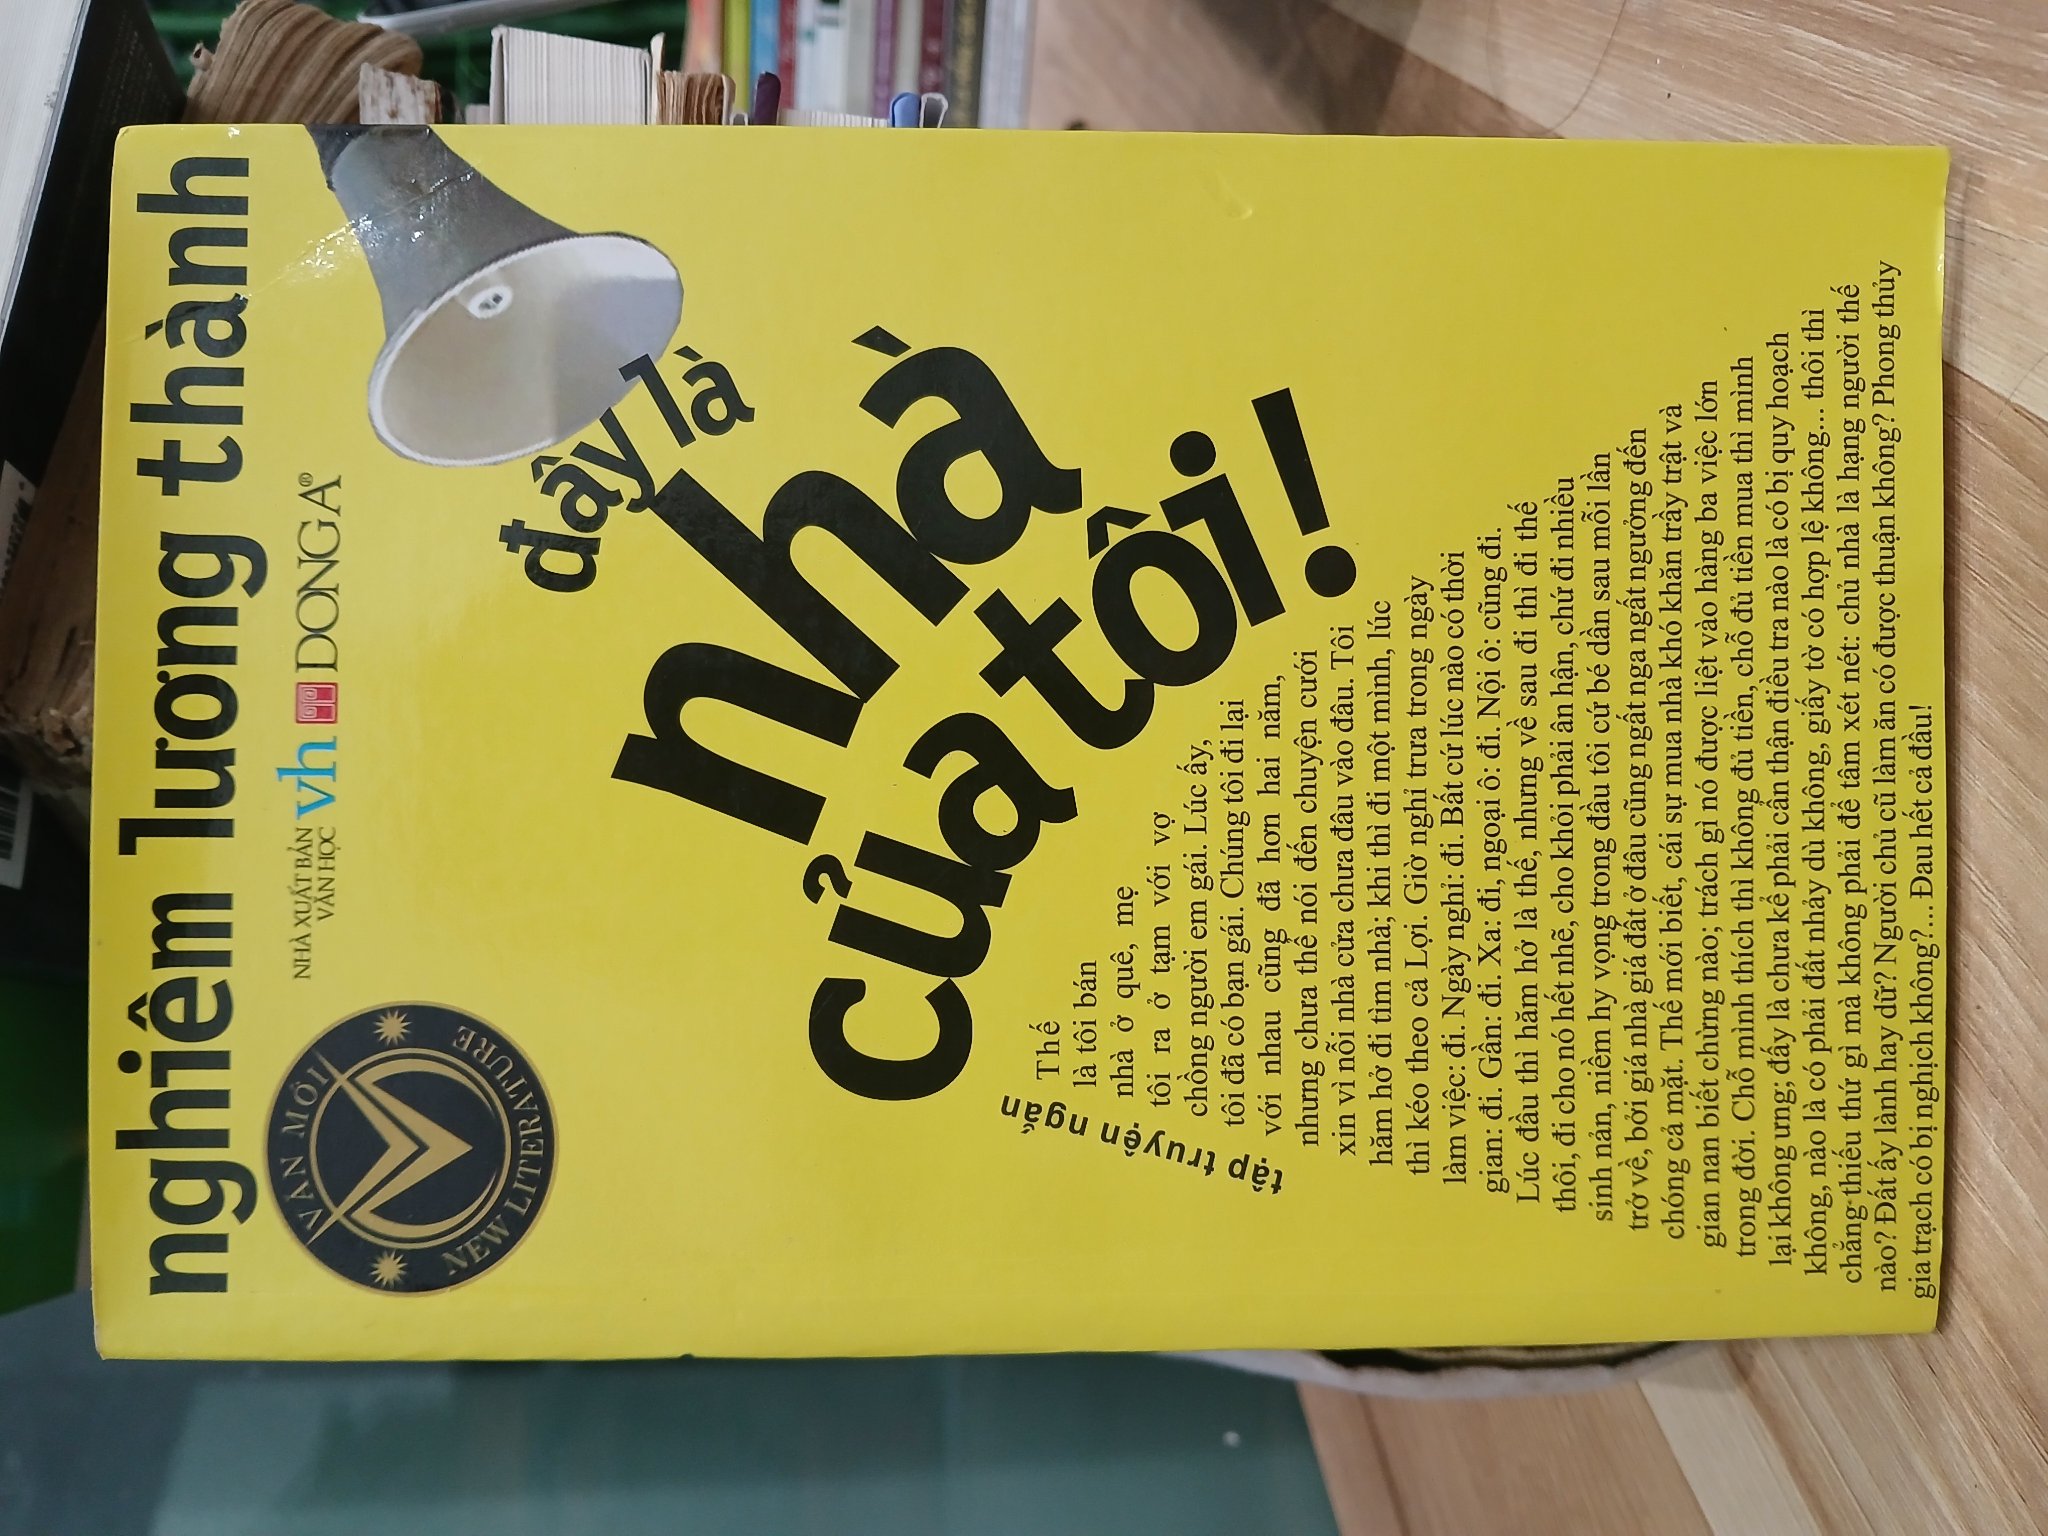 nghiêm lương thành
NHÀ XUẤT BẢN
VĂN HỌC
vh
DONGA®
VĂN MỚI
NEW LITERATURE
đây là
nhà
của tôi!
tập truyện ngắn
Thế
là tôi bán
nhà ở quê, mẹ
tôi ra ở tạm với vợ
chồng người em gái. Lúc ấy,
tôi đã có bạn gái. Chúng tôi đi lại
với nhau cũng đã hơn hai năm,
nhưng chưa thể nói đến chuyện cưới
xin vì nỗi nhà cửa chưa đâu vào đâu. Tôi
hăm hở đi tìm nhà; khi thì đi một mình, lúc
thì kéo theo cả Lợi. Giờ nghỉ trưa trong ngày
làm việc: đi. Ngày nghỉ: đi. Bất cứ lúc nào có thời
gian: đi. Gần: đi. Xa: đi, ngoại ô: đi. Nội ô: cũng đi.
Lúc đầu thì hăm hở là thế, nhưng về sau đi thì đi thế
thôi, đi cho nó hết nhẽ, cho khỏi phải ân hận, chứ đi nhiều
sinh nản, niềm hy vọng trong đầu tôi cứ bé dần sau mỗi lần
trở về, bởi giá nhà giá đất ở đâu cũng ngất nga ngất ngưởng đến
chóng cả mặt. Thế mới biết, cái sự mua nhà khó khăn trầy trật và
gian nan biết chừng nào; trách gì nó được liệt vào hàng ba việc lớn
trong đời. Chỗ mình thích thì không đủ tiền, chỗ đủ tiền mua thì mình
lại không ưng; đấy là chưa kể phải cẩn thận điều tra nào là có bị quy hoạch
không, nào là có phải đất nhảy dù không, giấy tờ có hợp lệ không... thôi thì
chẳng thiếu thứ gì mà không phải để tâm xét nét: chủ nhà là hạng người thế
nào? Đất ấy lành hay dữ? Người chủ cũ làm ăn có được thuận không? Phong thủy
gia trạch có bị nghịch không?... Đau hết cả đầu!